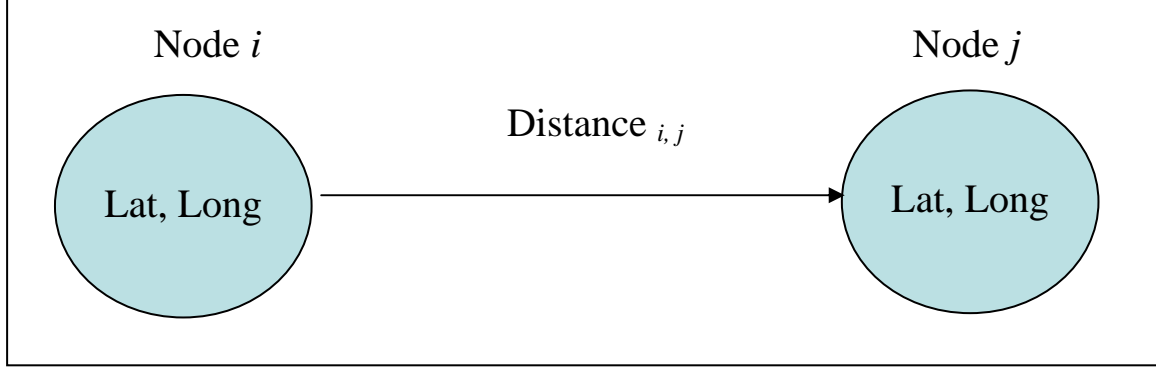 Node i
Node j
Distance i, j
Lat, Long
Lat, Long